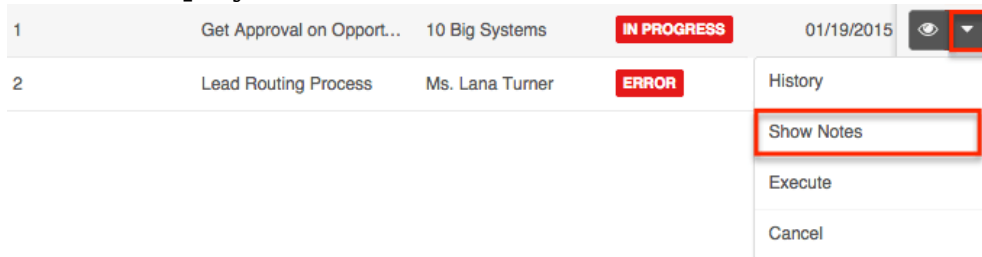 1 Get Approval on Opport... 10 Big Systems IN PROGRESS 01/19/2015
2 Lead Routing Process Ms. Lana Turner ERROR
History
Show Notes
Execute
Cancel